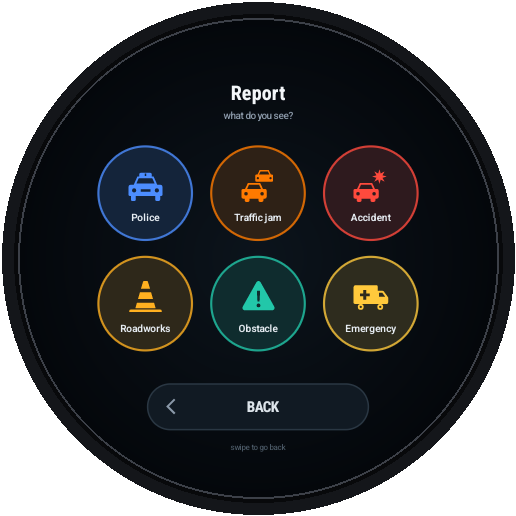 Report
what do you see?
Police
Traffic jam
Accident
Roadworks
Obstacle
Emergency
BACK
swipe to go back